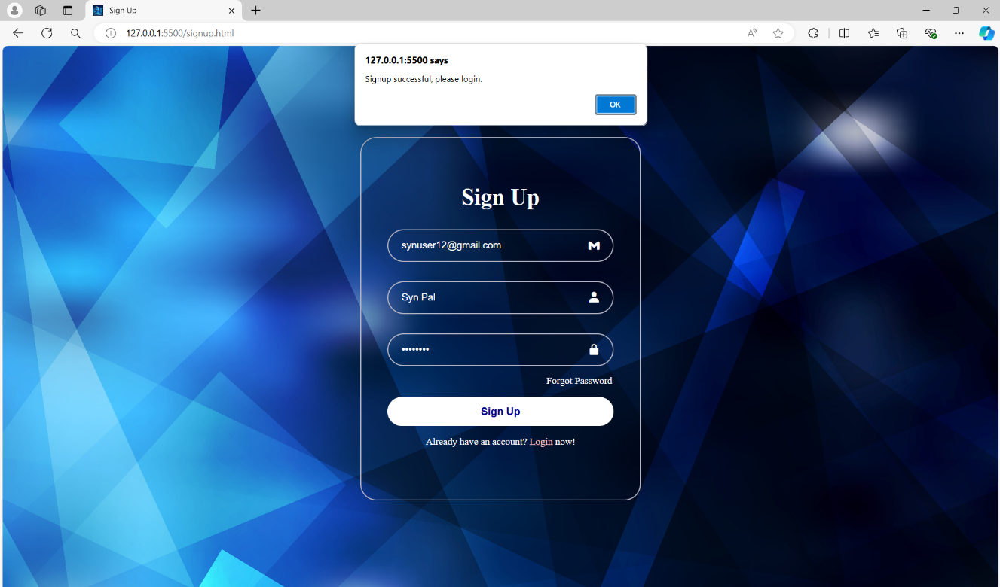 Sign Up
127.0.0.1:5500/signup.html
127.0.0.1:5500 says
Signup successful, please login.
OK
Sign Up
synuser12@gmail.com
Syn Pal
••••••••
Forgot Password
Sign Up
Already have an account? Login now!